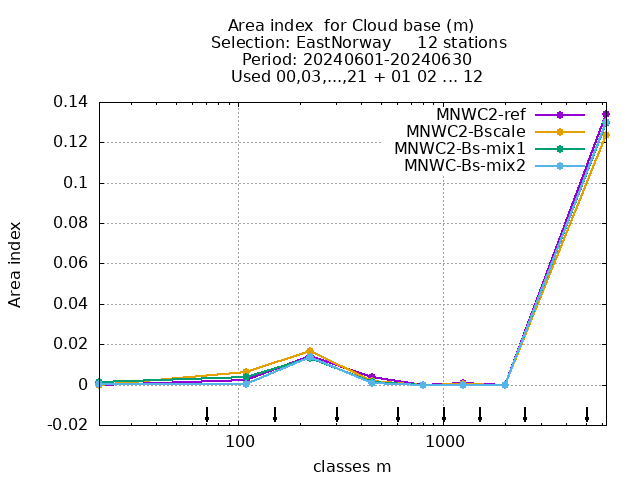 Area index  for Cloud base (m)
Selection: EastNorway     12 stations
Period: 20240601-20240630
Used 00,03,...,21 + 01 02 ... 12
MNWC2-ref
MNWC2-Bscale
MNWC2-Bs-mix1
MNWC-Bs-mix2
0.14
0.12
0.1
0.08
0.06
0.04
0.02
0
-0.02
Area index
100
1000
classes m